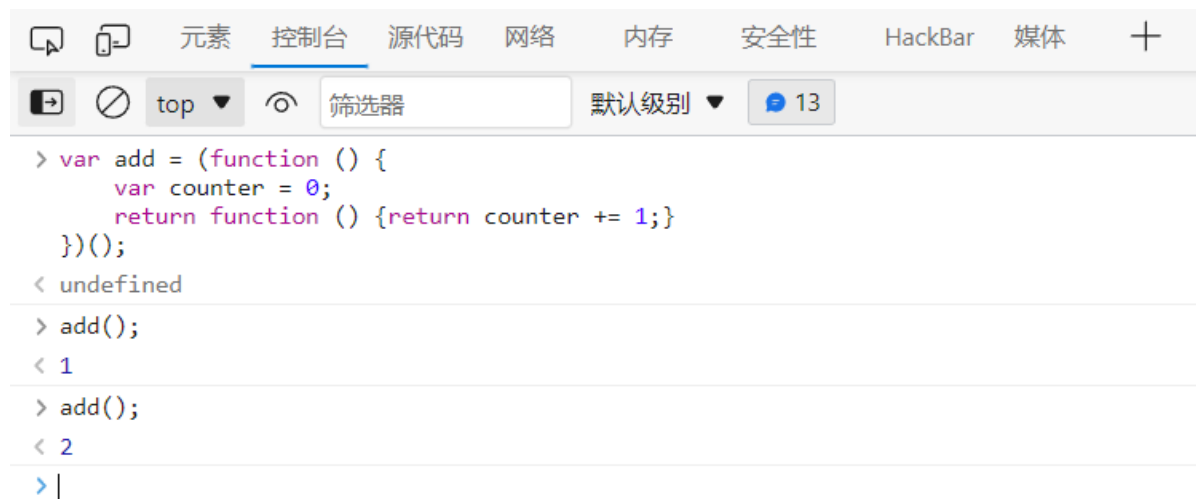 元素 控制台 源代码 网络 内存 安全性 HackBar 媒体 +
top ▼ 筛选器 默认级别 ▼ 13
> var add = (function () {
      var counter = 0;
      return function () {return counter += 1;}
  })();
< undefined
> add();
< 1
> add();
< 2
>